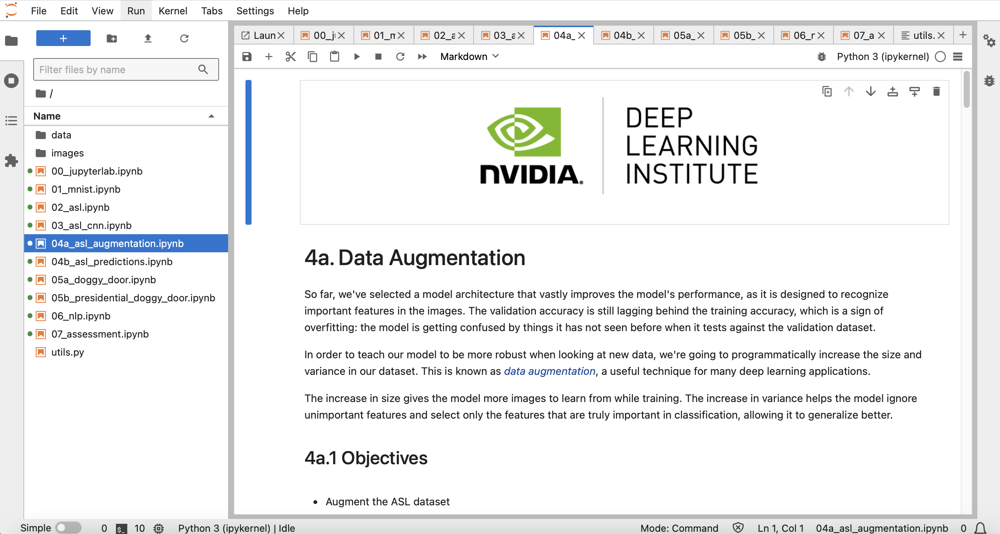 File Edit View Run Kernel Tabs Settings Help
Filter files by name
/
Name
data
images
00_jupyterlab.ipynb
01_mnist.ipynb
02_asl.ipynb
03_asl_cnn.ipynb
04a_asl_augmentation.ipynb
04b_asl_predictions.ipynb
05a_doggy_door.ipynb
05b_presidential_doggy_door.ipynb
06_nlp.ipynb
07_assessment.ipynb
utils.py
Laun 00_j 01_m 02_a 03_a 04a_ 04b_ 05a_ 05b_ 06_r 07_a utils.
Markdown Python 3 (ipykernel)
NVIDIA.
DEEP
LEARNING
INSTITUTE
4a. Data Augmentation
So far, we've selected a model architecture that vastly improves the model's performance, as it is designed to recognize
important features in the images. The validation accuracy is still lagging behind the training accuracy, which is a sign of
overfitting: the model is getting confused by things it has not seen before when it tests against the validation dataset.
In order to teach our model to be more robust when looking at new data, we're going to programmatically increase the size and
variance in our dataset. This is known as data augmentation, a useful technique for many deep learning applications.
The increase in size gives the model more images to learn from while training. The increase in variance helps the model ignore
unimportant features and select only the features that are truly important in classification, allowing it to generalize better.
4a.1 Objectives
• Augment the ASL dataset
Simple 0 $_ 10 Python 3 (ipykernel) | Idle Mode: Command Ln 1, Col 1 04a_asl_augmentation.ipynb 0